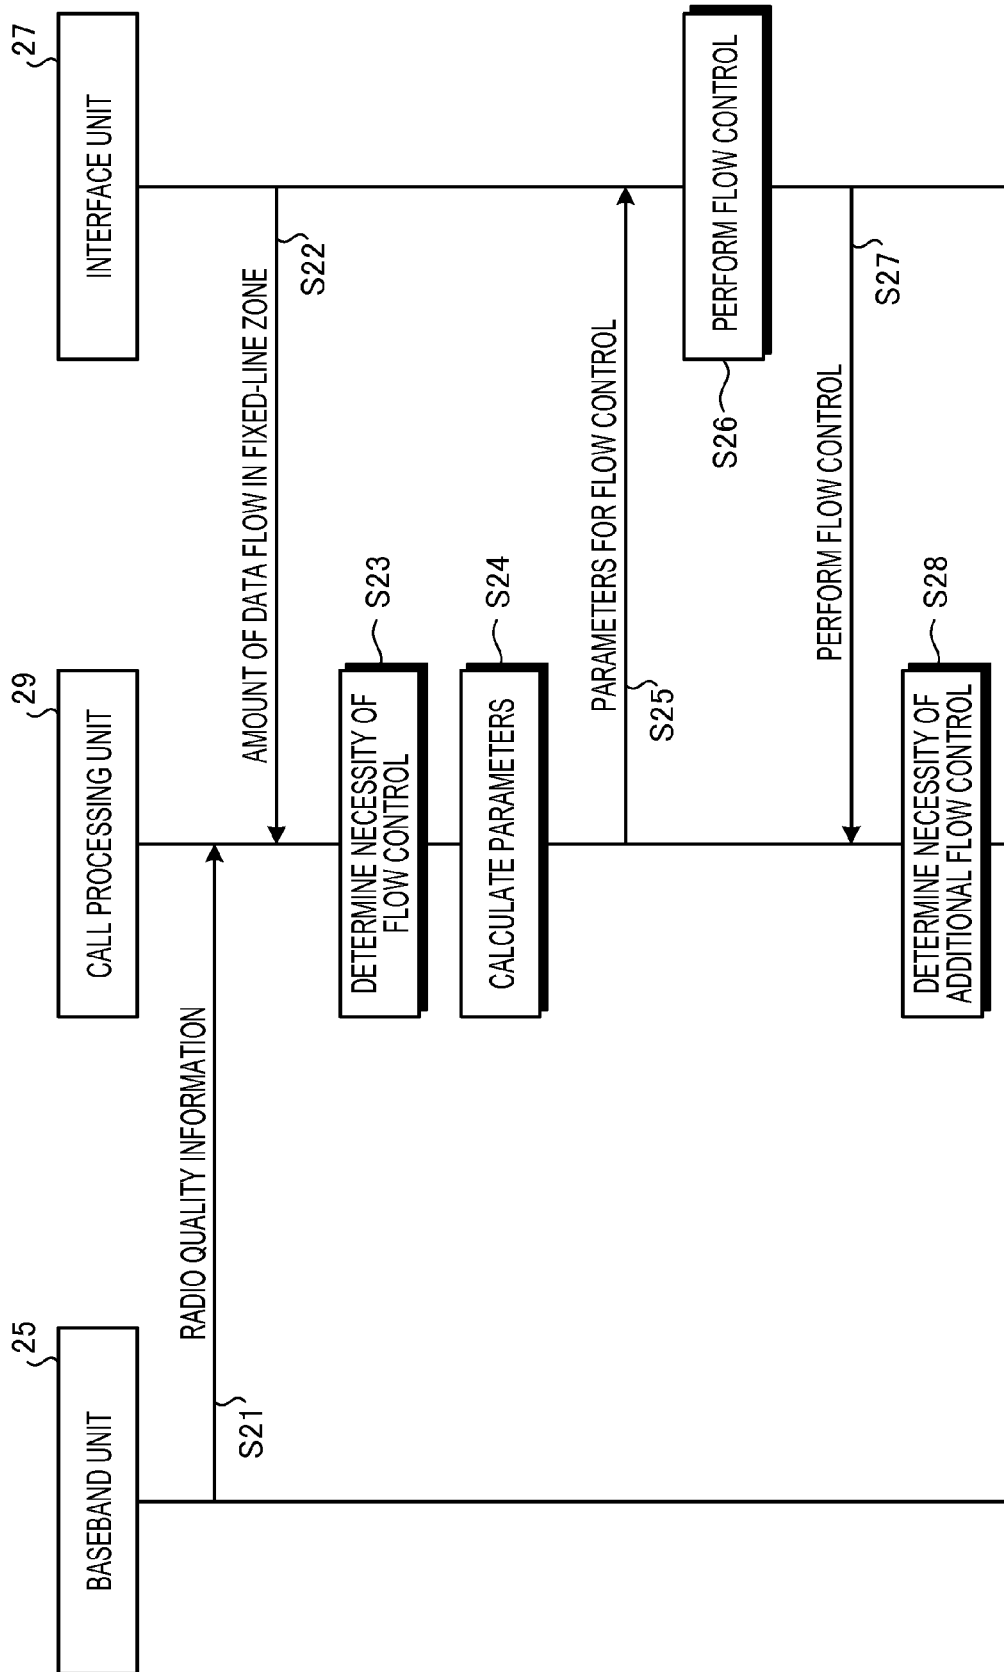 BASEBAND UNIT
25
CALL PROCESSING UNIT
29
INTERFACE UNIT
27
RADIO QUALITY INFORMATION
S21
AMOUNT OF DATA FLOW IN FIXED-LINE ZONE
S22
DETERMINE NECESSITY OF
FLOW CONTROL
S23
CALCULATE PARAMETERS
S24
PARAMETERS FOR FLOW CONTROL
S25
PERFORM FLOW CONTROL
S26
PERFORM FLOW CONTROL
S27
DETERMINE NECESSITY OF
ADDITIONAL FLOW CONTROL
S28